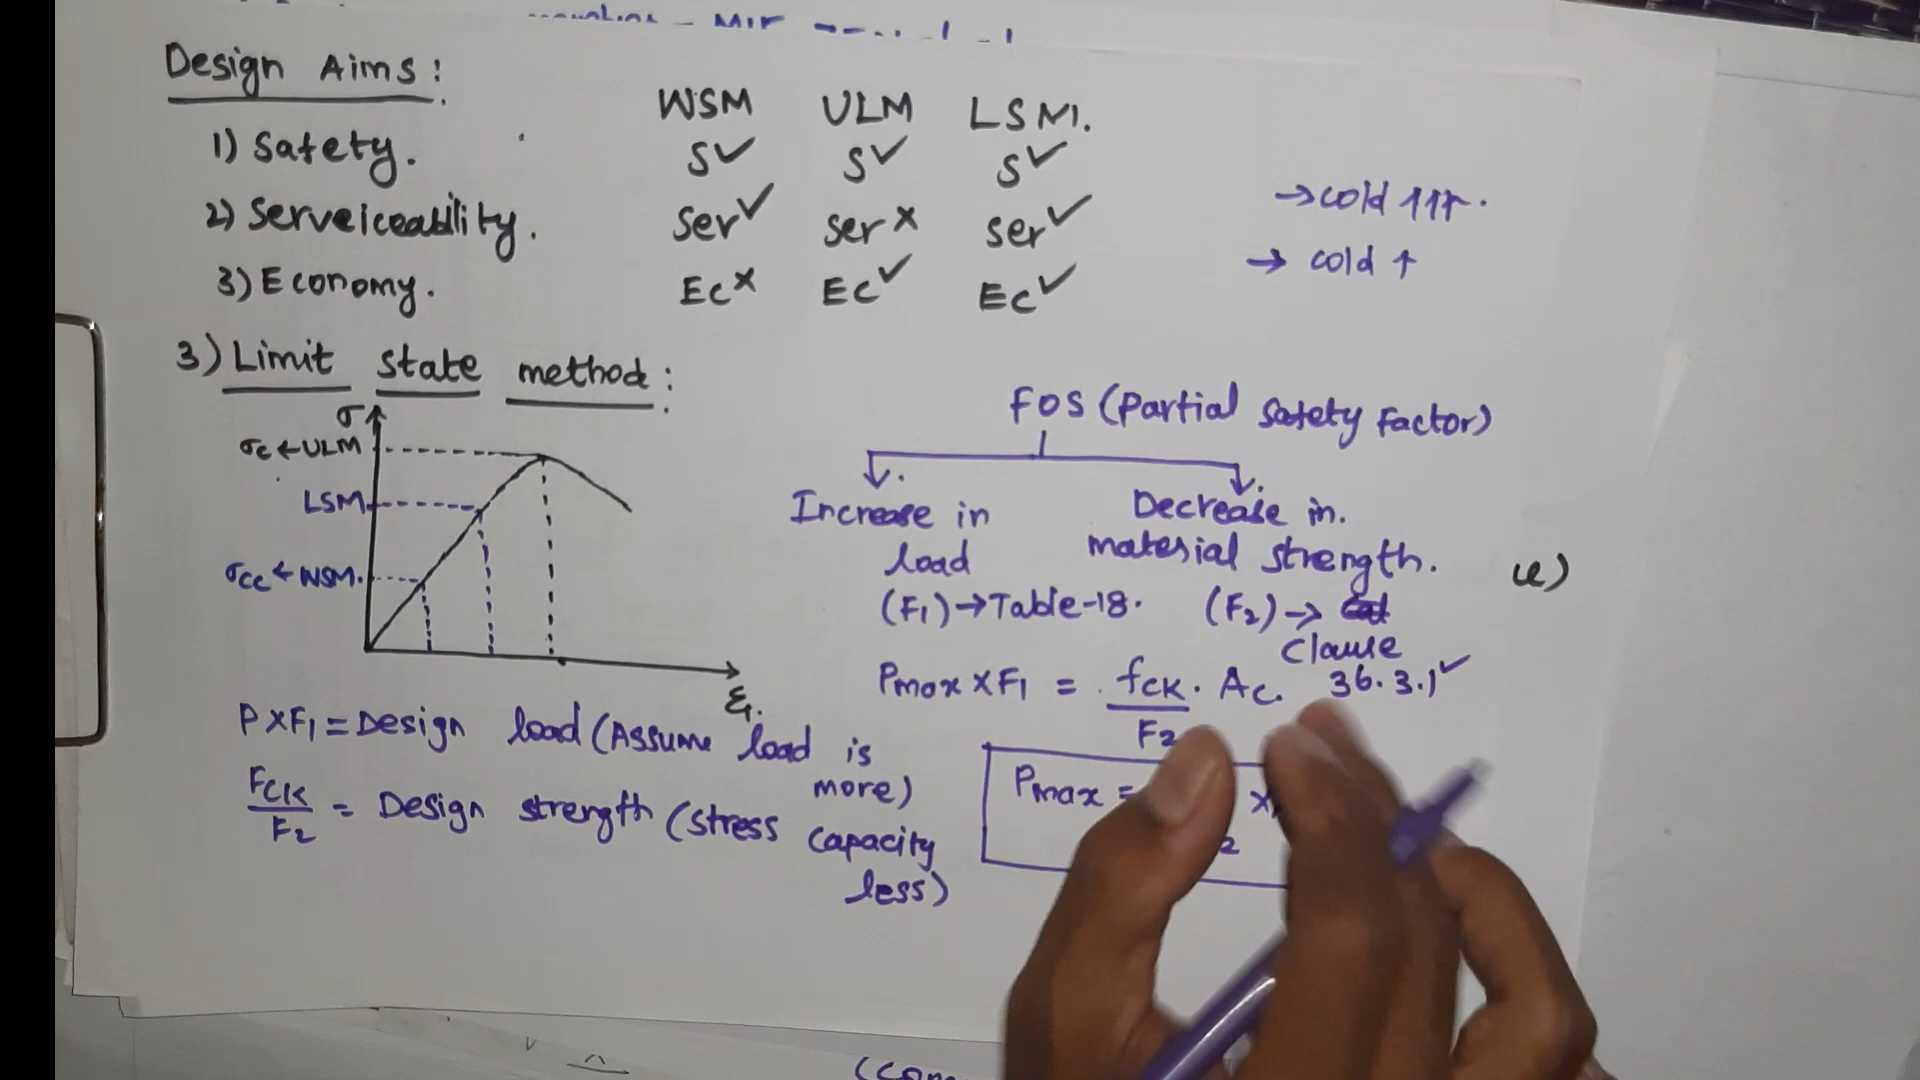 Design Aims:
WSM ULM LSM.
1) Safety. S✓ S✓ S✓
2) Serveiceability. Ser✓ Ser× Ser✓
3) Economy. Ec× Ec✓ Ec✓
→ cold ↑↑↑.
→ cold ↑
3) Limit state method:
σ
σc ← ULM
LSM
σcc ← WSM.
ε.
FOS (Partial Safety Factor)
Increase in
load
(F1) → Table-18.
Decrease in.
material strength.
(F2) →
Clause
36.3.1✓
Pmax × F1 = fck . Ac.
F2
Pmax =
×
2
P×F1 = Design load (Assume load is
more)
Fck
F2
= Design strength (stress capacity
less)